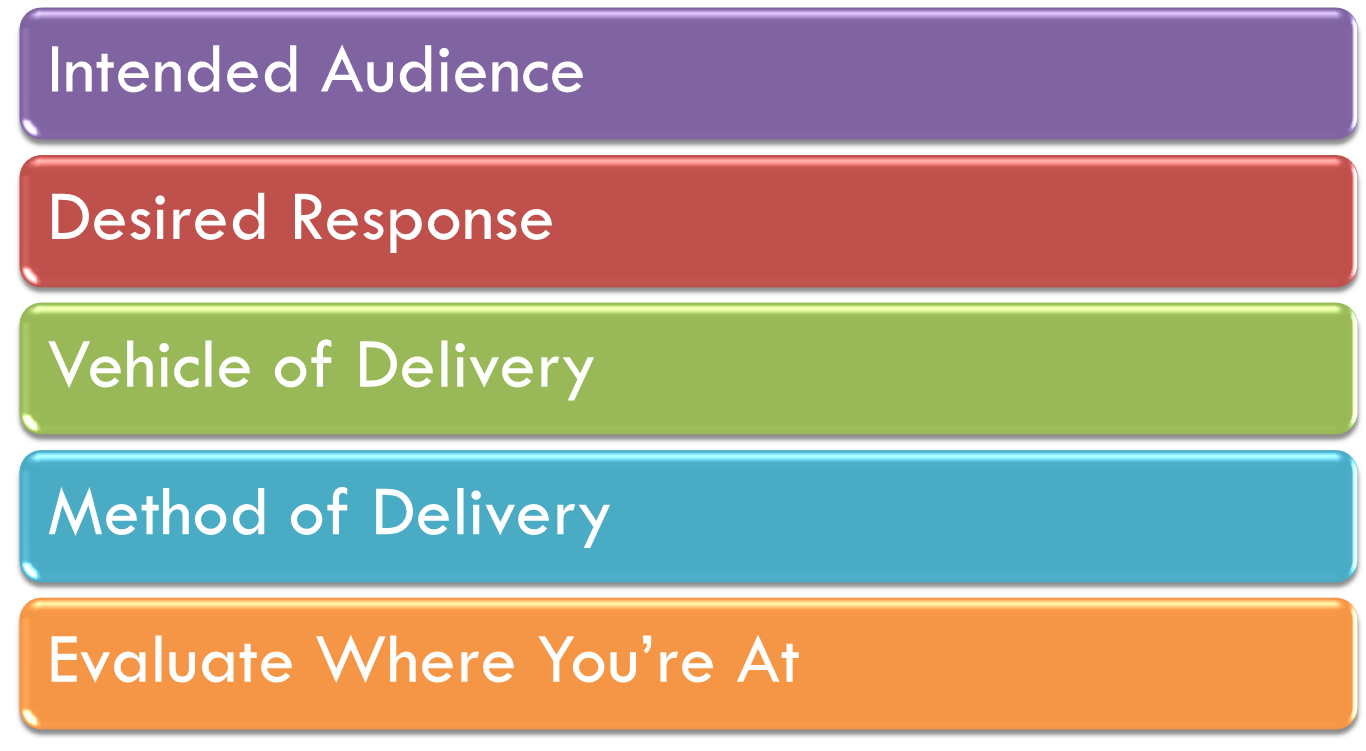 Intended Audience
Desired Response
Vehicle of Delivery
Method of Delivery
Evaluate Where You’re At